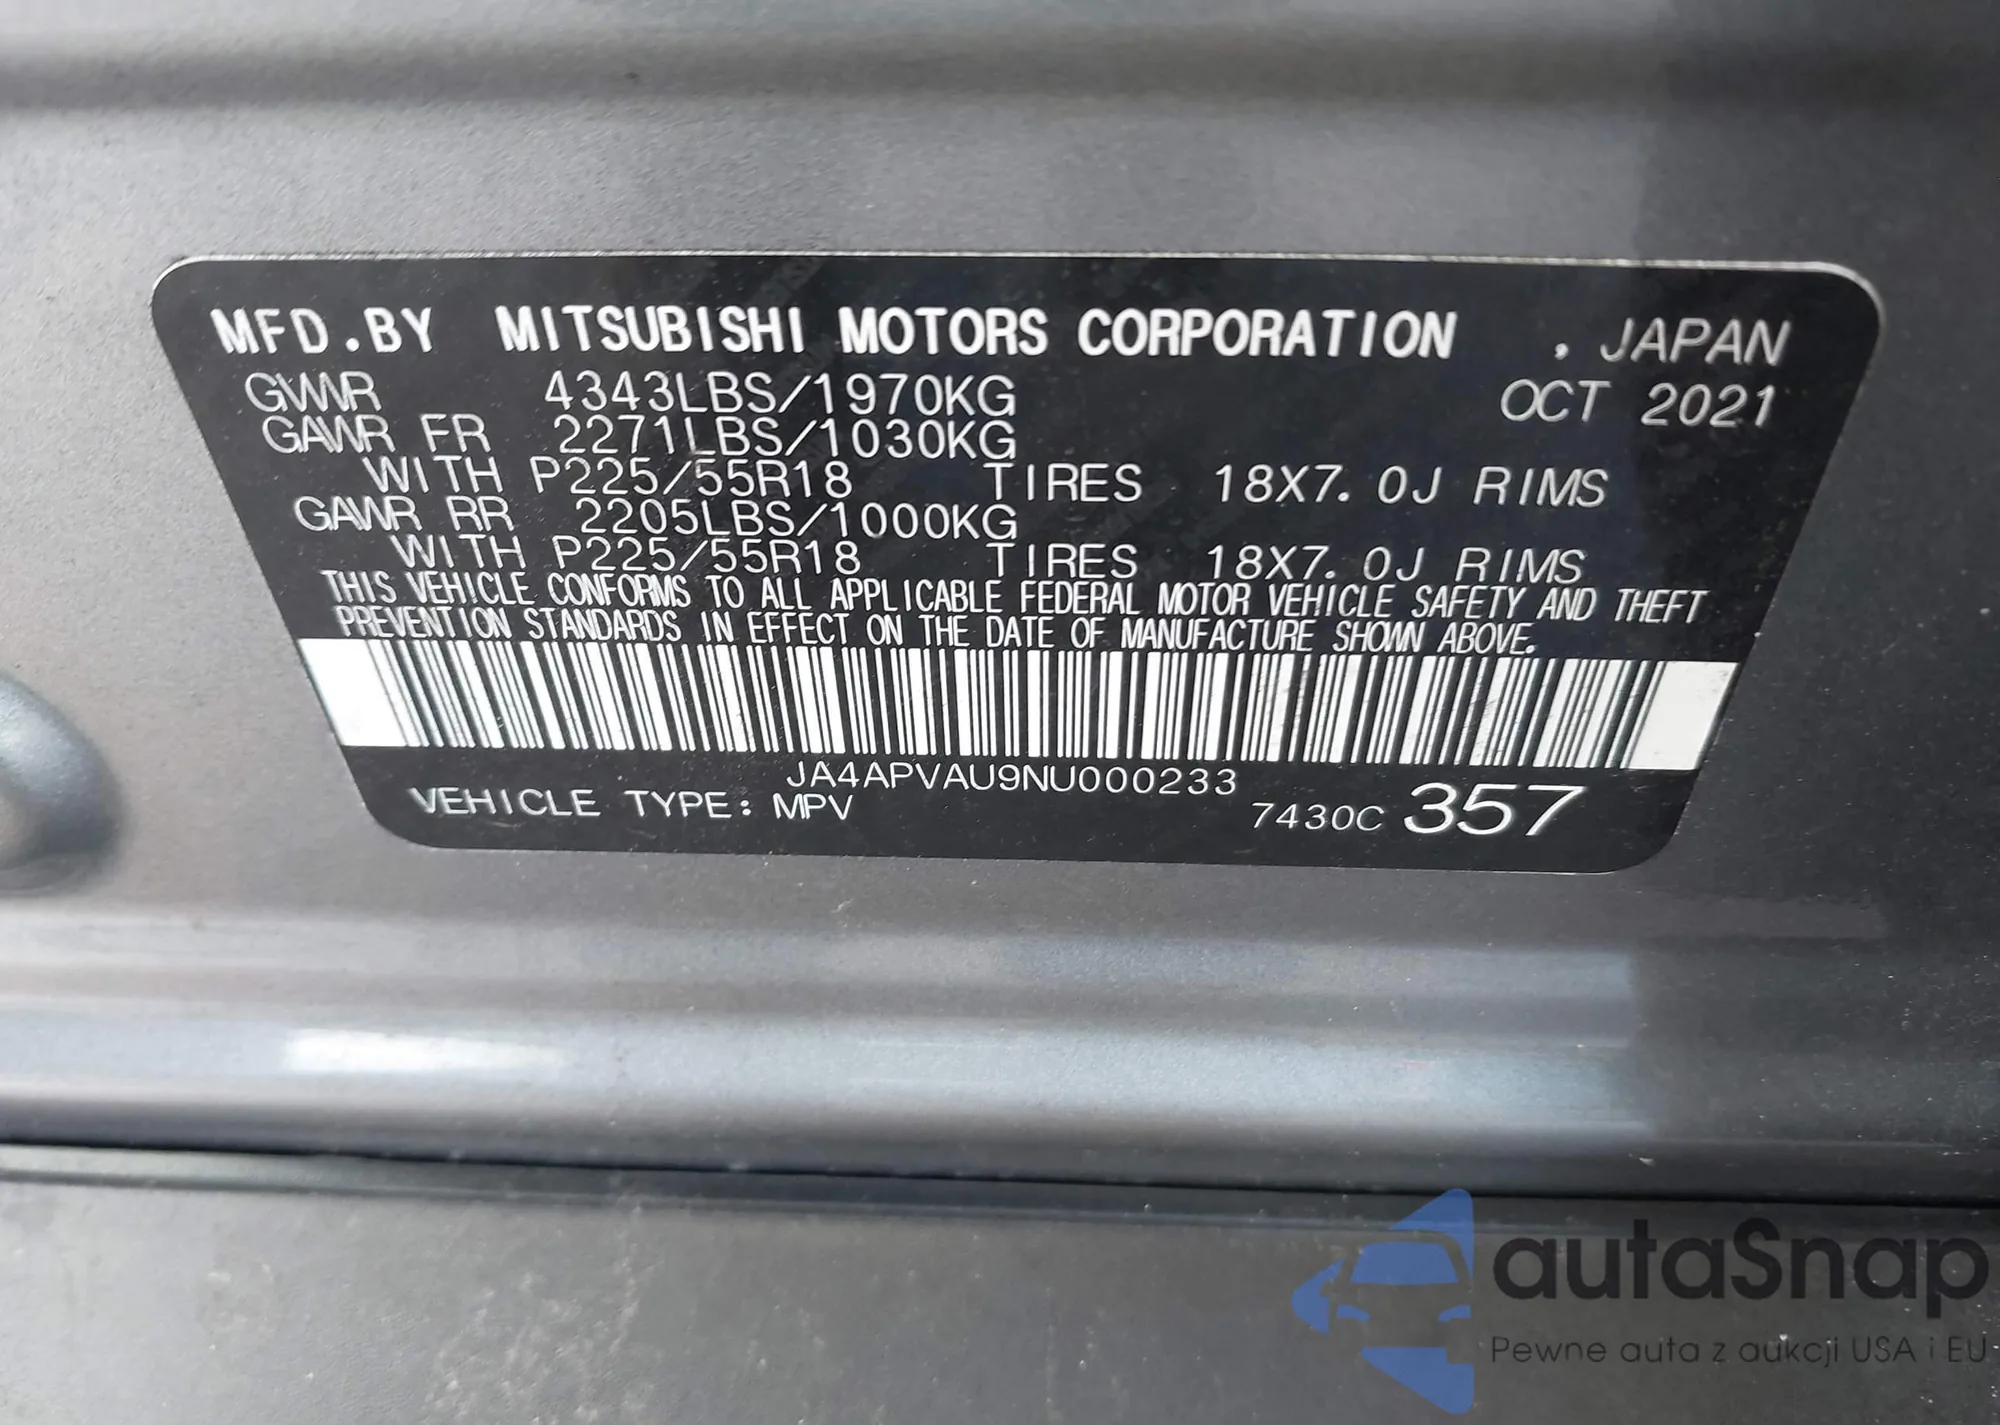 MFD.BY MITSUBISHI MOTORS CORPORATION , JAPAN
GVWR 4343LBS/1970KG OCT 2021
GAWR FR 2271LBS/1030KG
WITH P225/55R18 TIRES 18X7.0J RIMS
GAWR RR 2205LBS/1000KG
WITH P225/55R18 TIRES 18X7.0J RIMS
THIS VEHICLE CONFORMS TO ALL APPLICABLE FEDERAL MOTOR VEHICLE SAFETY AND THEFT
PREVENTION STANDARDS IN EFFECT ON THE DATE OF MANUFACTURE SHOWN ABOVE.
JA4APVAU9NU000233
VEHICLE TYPE: MPV 7430C 357
autaSnap
Pewne auta z aukcji USA i EU